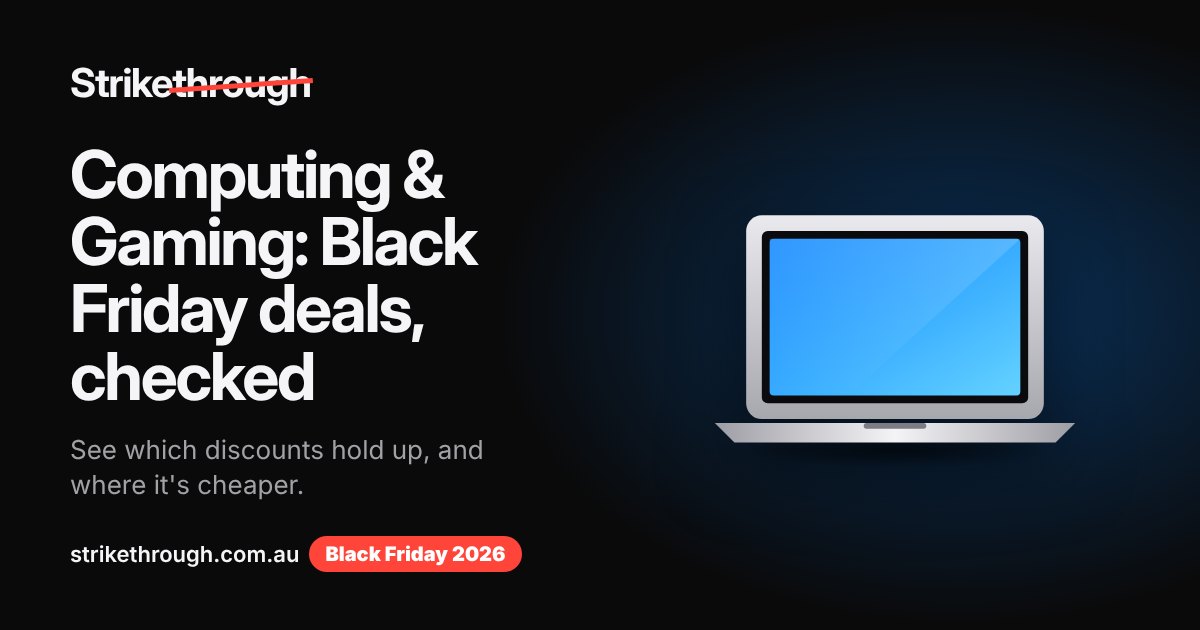 Strikethrough
Computing &
Gaming: Black
Friday deals,
checked
See which discounts hold up, and
where it's cheaper.
strikethrough.com.au
Black Friday 2026